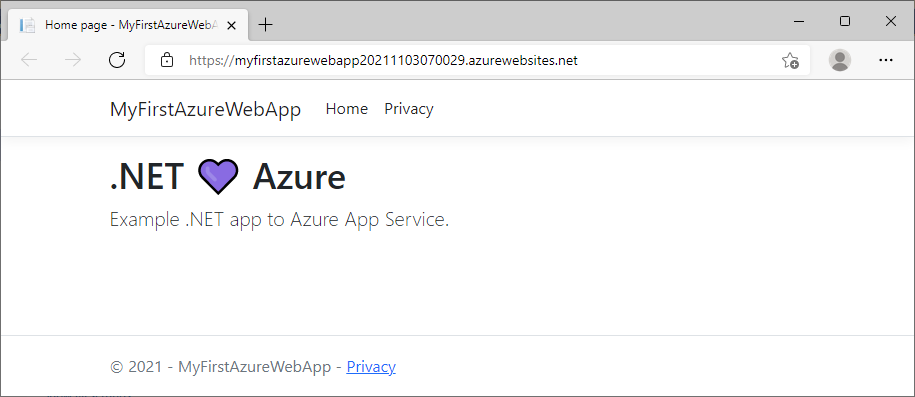 Home page - MyFirstAzureWebA
https://myfirstazurewebapp20211103070029.azurewebsites.net
MyFirstAzureWebApp Home Privacy
.NET 💜 Azure
Example .NET app to Azure App Service.
© 2021 - MyFirstAzureWebApp - Privacy